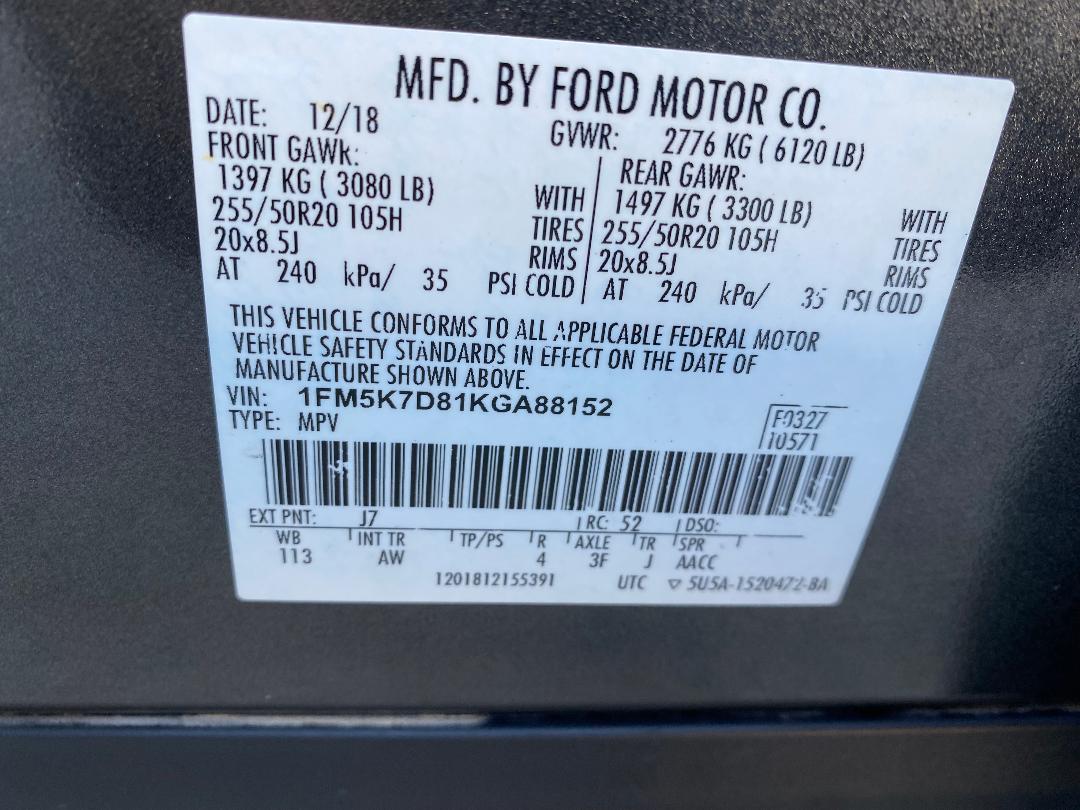 MFD. BY FORD MOTOR CO.
DATE: 12/18 GVWR: 2776 KG ( 6120 LB)
FRONT GAWR: REAR GAWR:
1397 KG ( 3080 LB) WITH 1497 KG ( 3300 LB) WITH
255/50R20 105H TIRES 255/50R20 105H TIRES
20x8.5J RIMS 20x8.5J RIMS
AT 240 kPa/ 35 PSI COLD AT 240 kPa/ 35 PSI COLD
THIS VEHICLE CONFORMS TO ALL APPLICABLE FEDERAL MOTOR
VEHICLE SAFETY STANDARDS IN EFFECT ON THE DATE OF
MANUFACTURE SHOWN ABOVE.
VIN: 1FM5K7D81KGA88152
TYPE: MPV
F0327
10571
EXT PNT: J7 RC: 52 DSO:
WB INT TR TP/PS R AXLE TR SPR
113 AW 4 3F J AACC
1201812155391 UTC ▽ 5U5A-1520472-BA